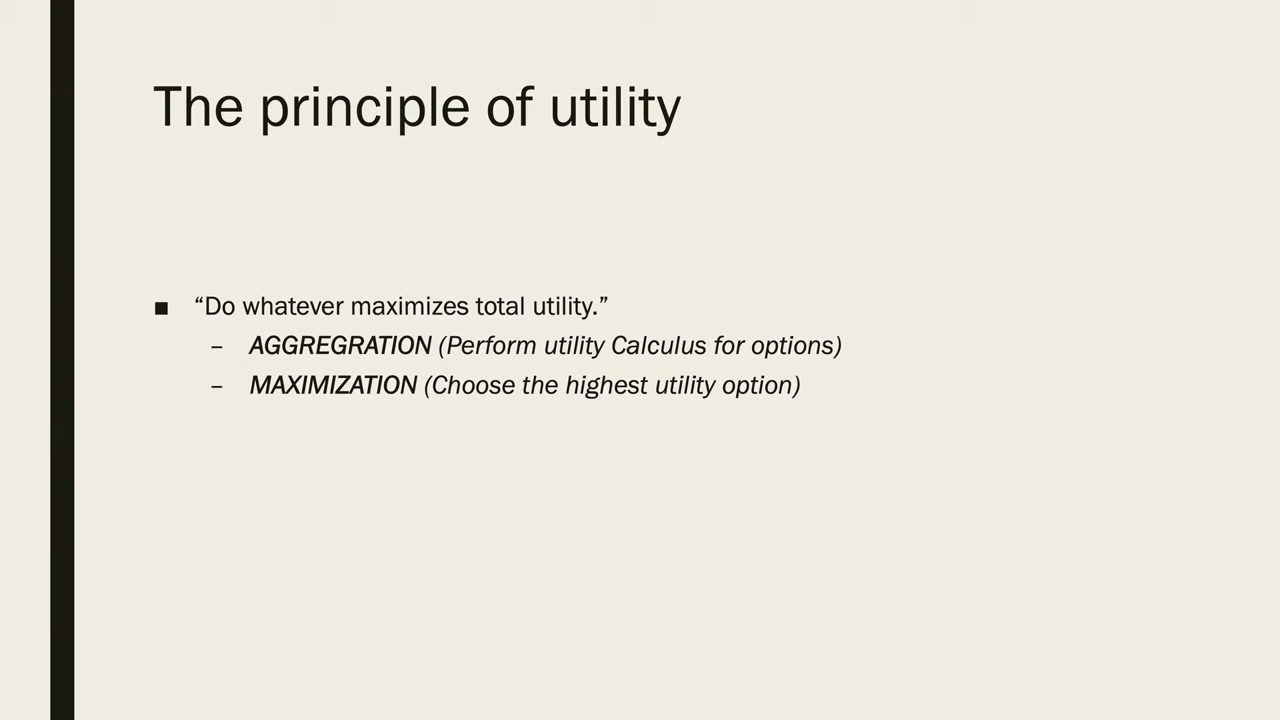 The principle of utility
■ “Do whatever maximizes total utility.”
– AGGREGRATION (Perform utility Calculus for options)
– MAXIMIZATION (Choose the highest utility option)